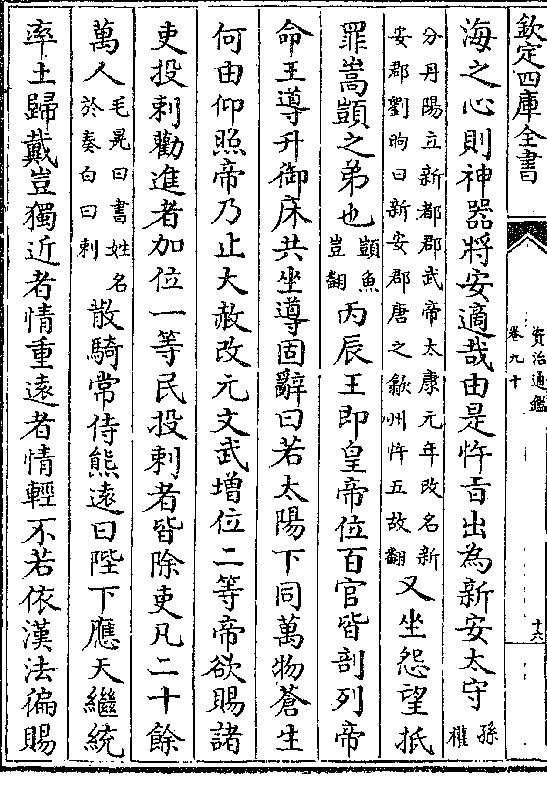 欽定四庫全書
資治通鑑
卷九十
十六
海之心則神器將安適哉由是忤旨出為新安太守孫權
分丹陽立新都郡武帝太康元年改名新
安郡劉昫曰新安郡唐之歙州忤五故翻
又坐怨望抵
罪嵩顗之弟也顗魚豈翻丙辰王即皇帝位百官皆剖列帝
命王導升御床共坐導固辭曰若太陽下同萬物蒼生
何由仰照帝乃止大赦改元文武增位二等帝欲賜諸
吏投刺勸進者加位一等民投刺者皆除吏凡二十餘
萬人毛晃曰書姓名於奏白曰刺散騎常侍熊遠曰陛下應天繼統
率土歸戴豈獨近者情重遠者情輕不若依漢法徧賜